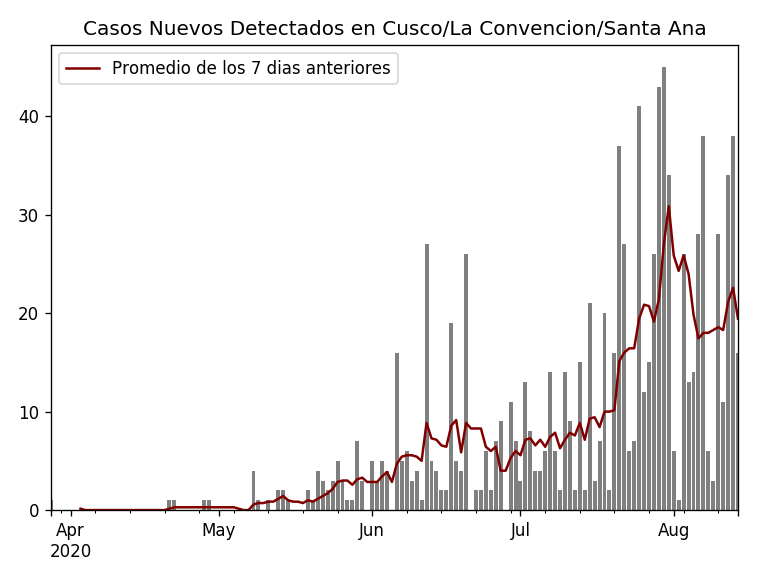 Casos Nuevos Detectados en Cusco/La Convencion/Santa Ana
Promedio de los 7 dias anteriores
40
30
20
10
0
Apr May Jun Jul Aug
2020